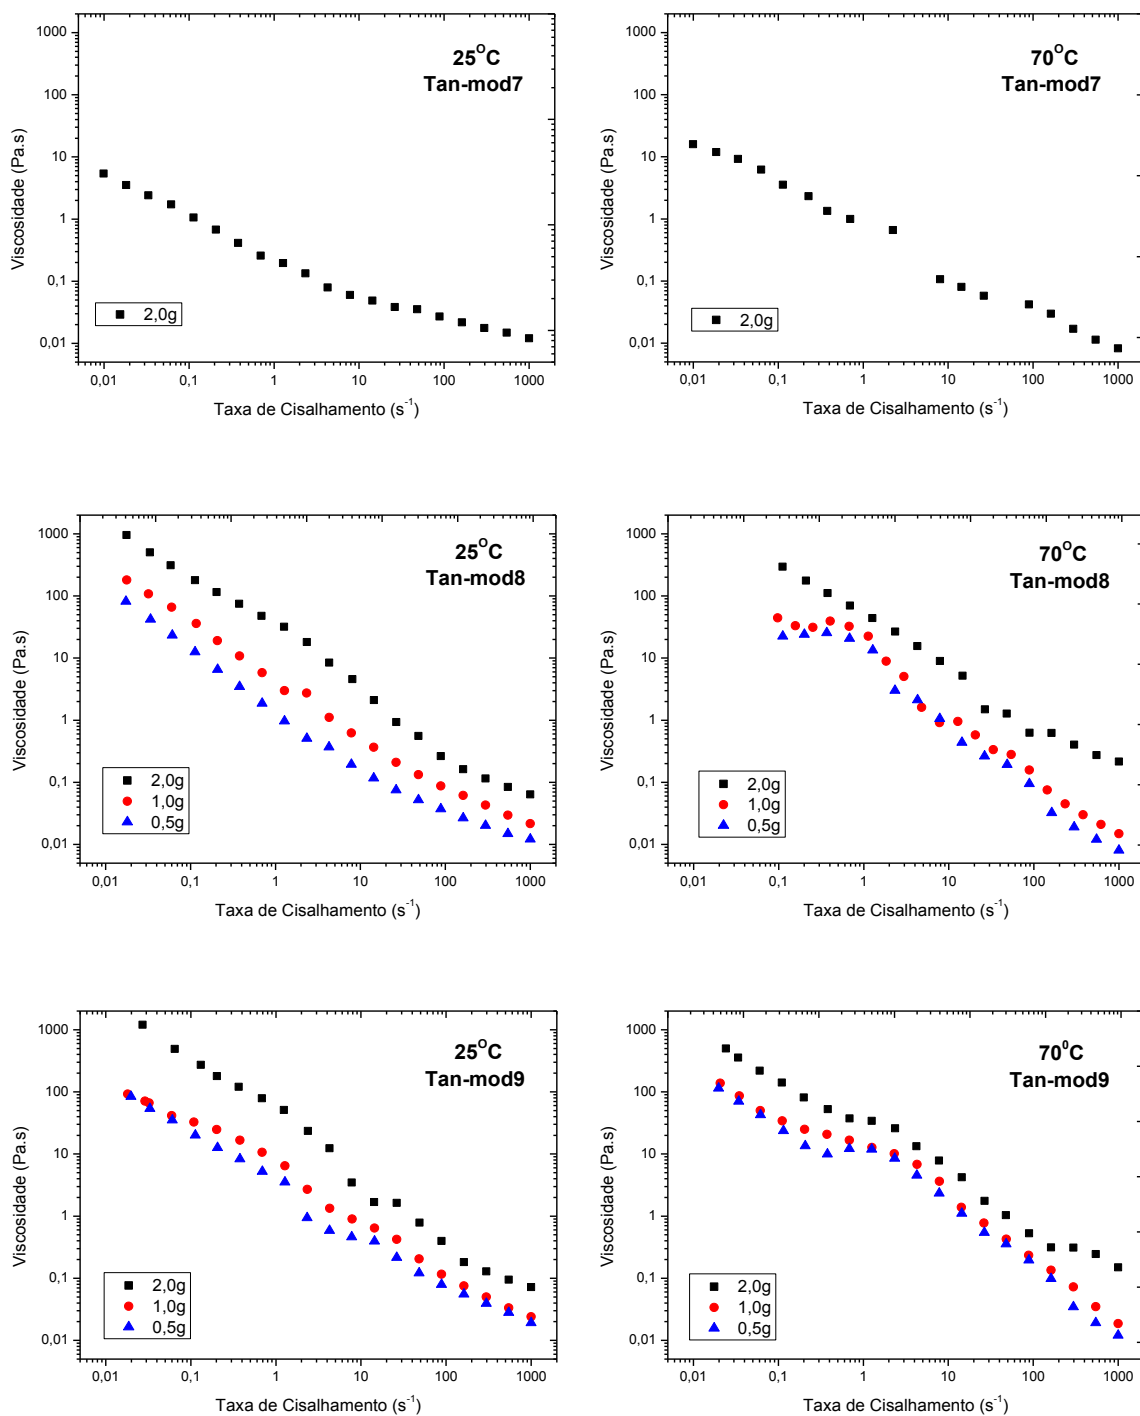 25°C
Tan-mod7
Viscosidade (Pa.s)
1000
100
10
1
0,1
0,01
2,0g
0,01 0,1 1 10 100 1000
Taxa de Cisalhamento (s⁻¹)
70°C
Tan-mod7
Viscosidade (Pa.s)
1000
100
10
1
0,1
0,01
2,0g
0,01 0,1 1 10 100 1000
Taxa de Cisalhamento (s⁻¹)
25°C
Tan-mod8
Viscosidade (Pa.s)
1000
100
10
1
0,1
0,01
2,0g
1,0g
0,5g
0,01 0,1 1 10 100 1000
Taxa de Cisalhamento (s⁻¹)
70°C
Tan-mod8
Viscosidade (Pa.s)
1000
100
10
1
0,1
0,01
2,0g
1,0g
0,5g
0,01 0,1 1 10 100 1000
Taxa de Cisalhamento (s⁻¹)
25°C
Tan-mod9
Viscosidade (Pa.s)
1000
100
10
1
0,1
0,01
2,0g
1,0g
0,5g
0,01 0,1 1 10 100 1000
Taxa de Cisalhamento (s⁻¹)
70⁰C
Tan-mod9
Viscosidade (Pa.s)
1000
100
10
1
0,1
0,01
2,0g
1,0g
0,5g
0,01 0,1 1 10 100 1000
Taxa de Cisalhamento (s⁻¹)